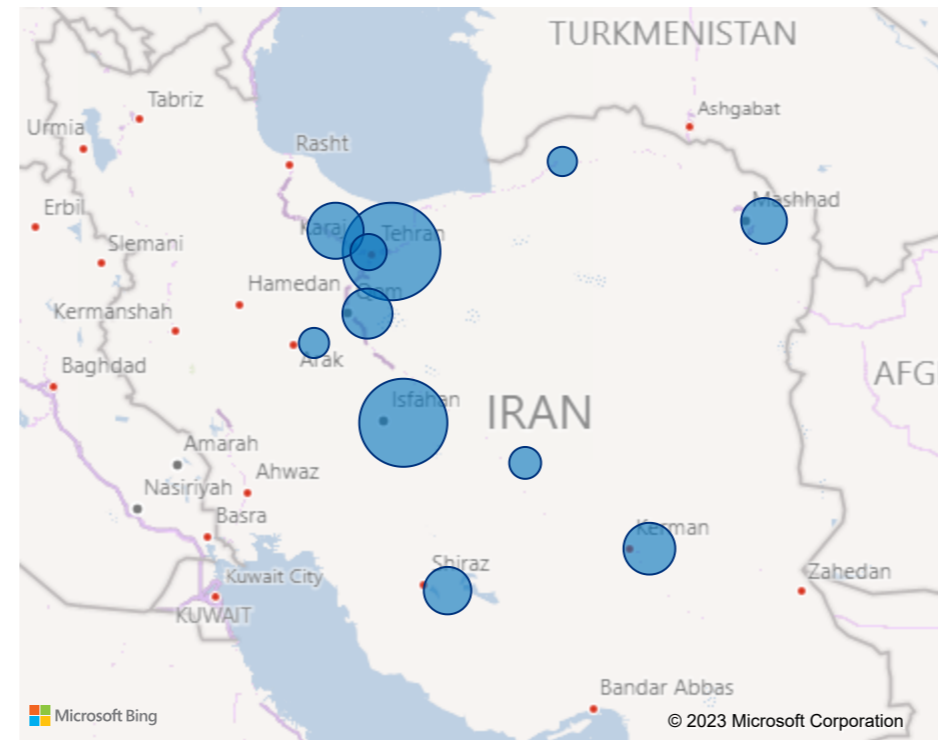 TURKMENISTAN
Tabriz
Ashgabat
Urmia
Rasht
Mashhad
Erbil
Karaj
Tehran
Slemani
Hamedan
Qom
Kermanshah
Arak
Baghdad
AFG
Isfahan
IRAN
Amarah
Ahwaz
Nasiriyah
Basra
Kerman
Shiraz
Zahedan
Kuwait City
KUWAIT
Bandar Abbas
Microsoft Bing
© 2023 Microsoft Corporation